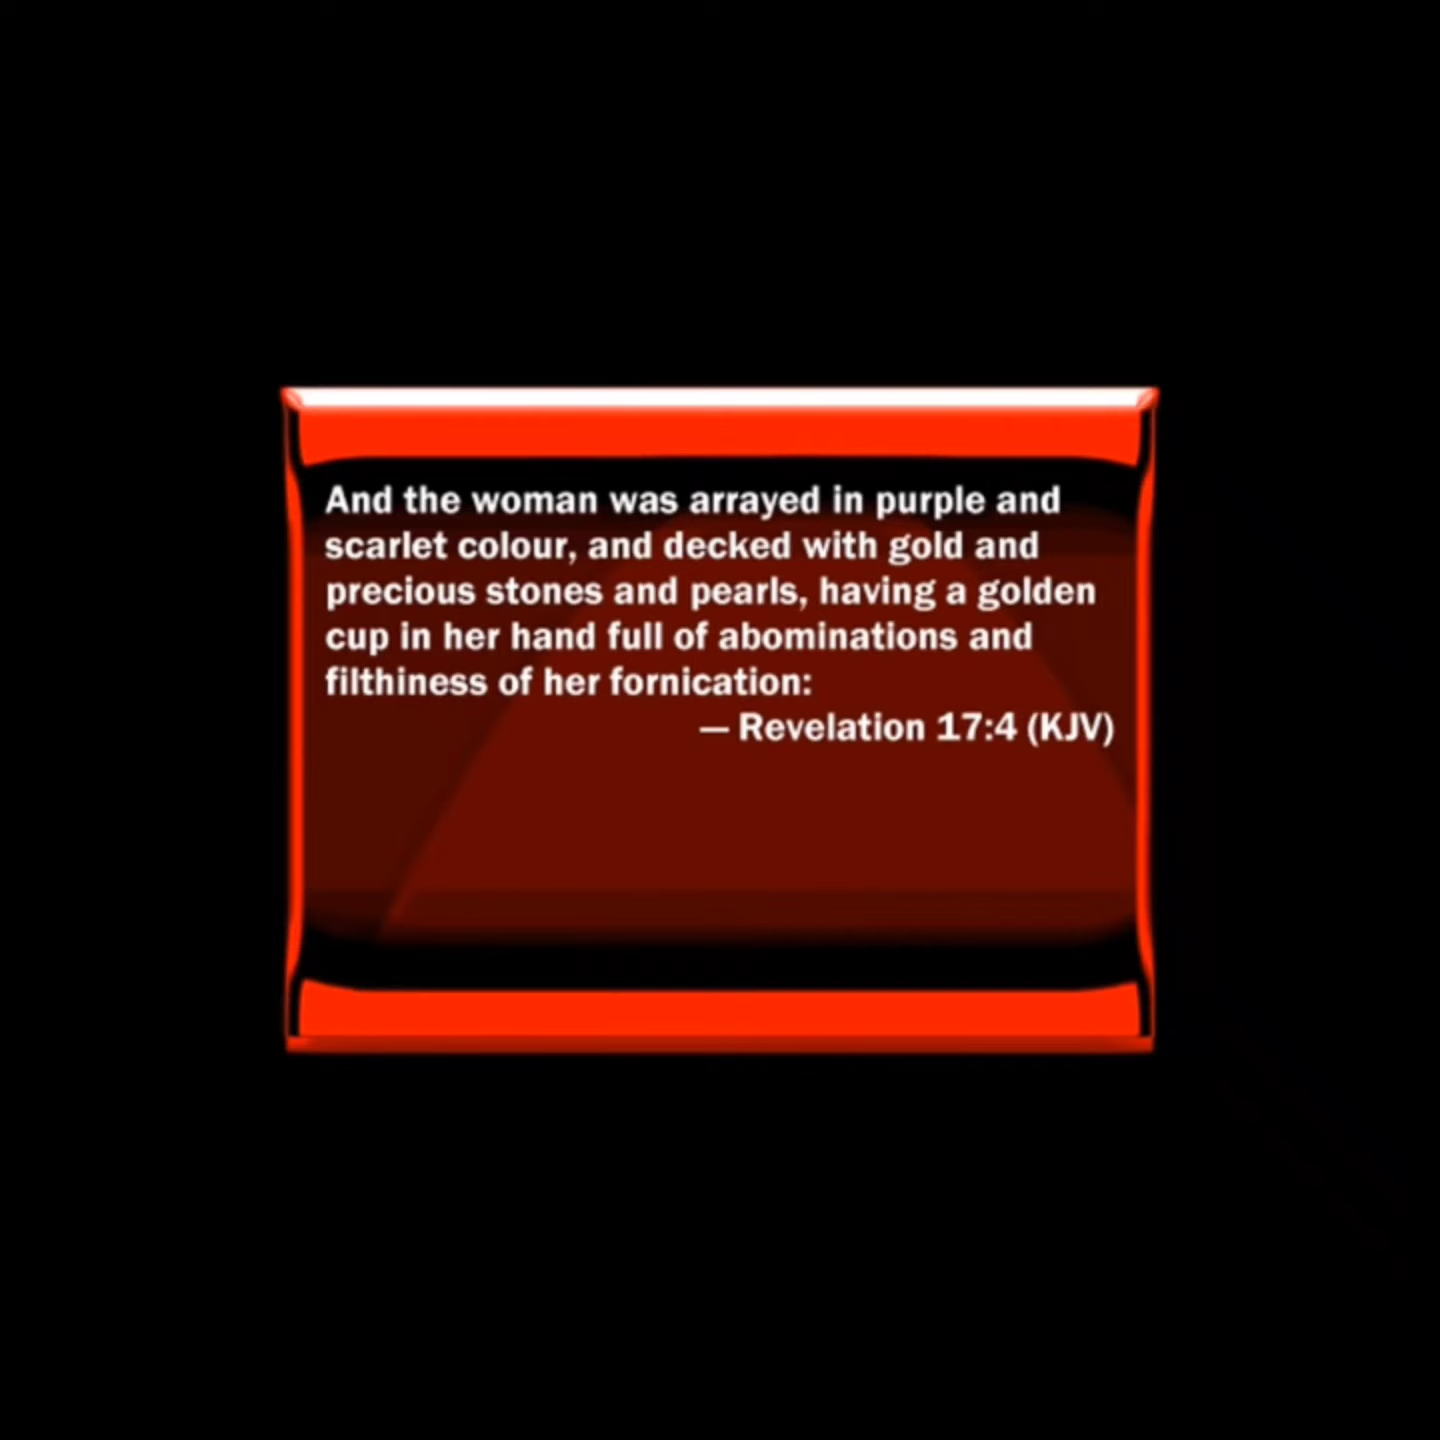 And the woman was arrayed in purple and
scarlet colour, and decked with gold and
precious stones and pearls, having a golden
cup in her hand full of abominations and
filthiness of her fornication:
— Revelation 17:4 (KJV)